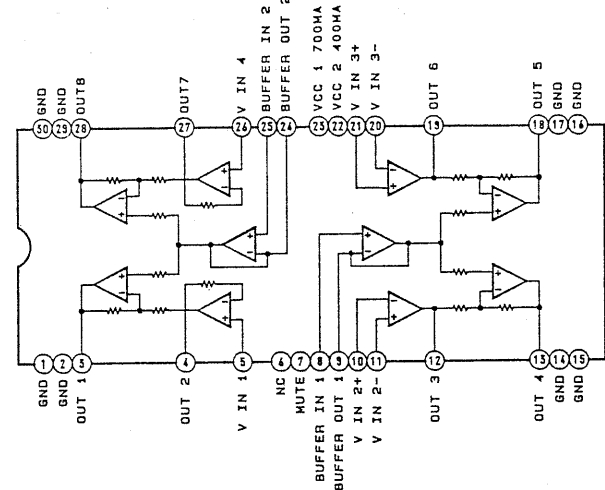 30 GND
29 GND
28 OUT8
27 OUT7
26 V IN 4
25 BUFFER IN 2
24 BUFFER OUT 2
23 VCC 1 700MA
22 VCC 2 400MA
21 V IN 3+
20 V IN 3-
19 OUT 6
18 OUT 5
17 GND
16 GND
1 GND
2 GND
3 OUT 1
4 OUT 2
5 V IN 1
6 NC
7 MUTE
8 BUFFER IN 1
9 BUFFER OUT 1
10 V IN 2+
11 V IN 2-
12 OUT 3
13 OUT 4
14 GND
15 GND